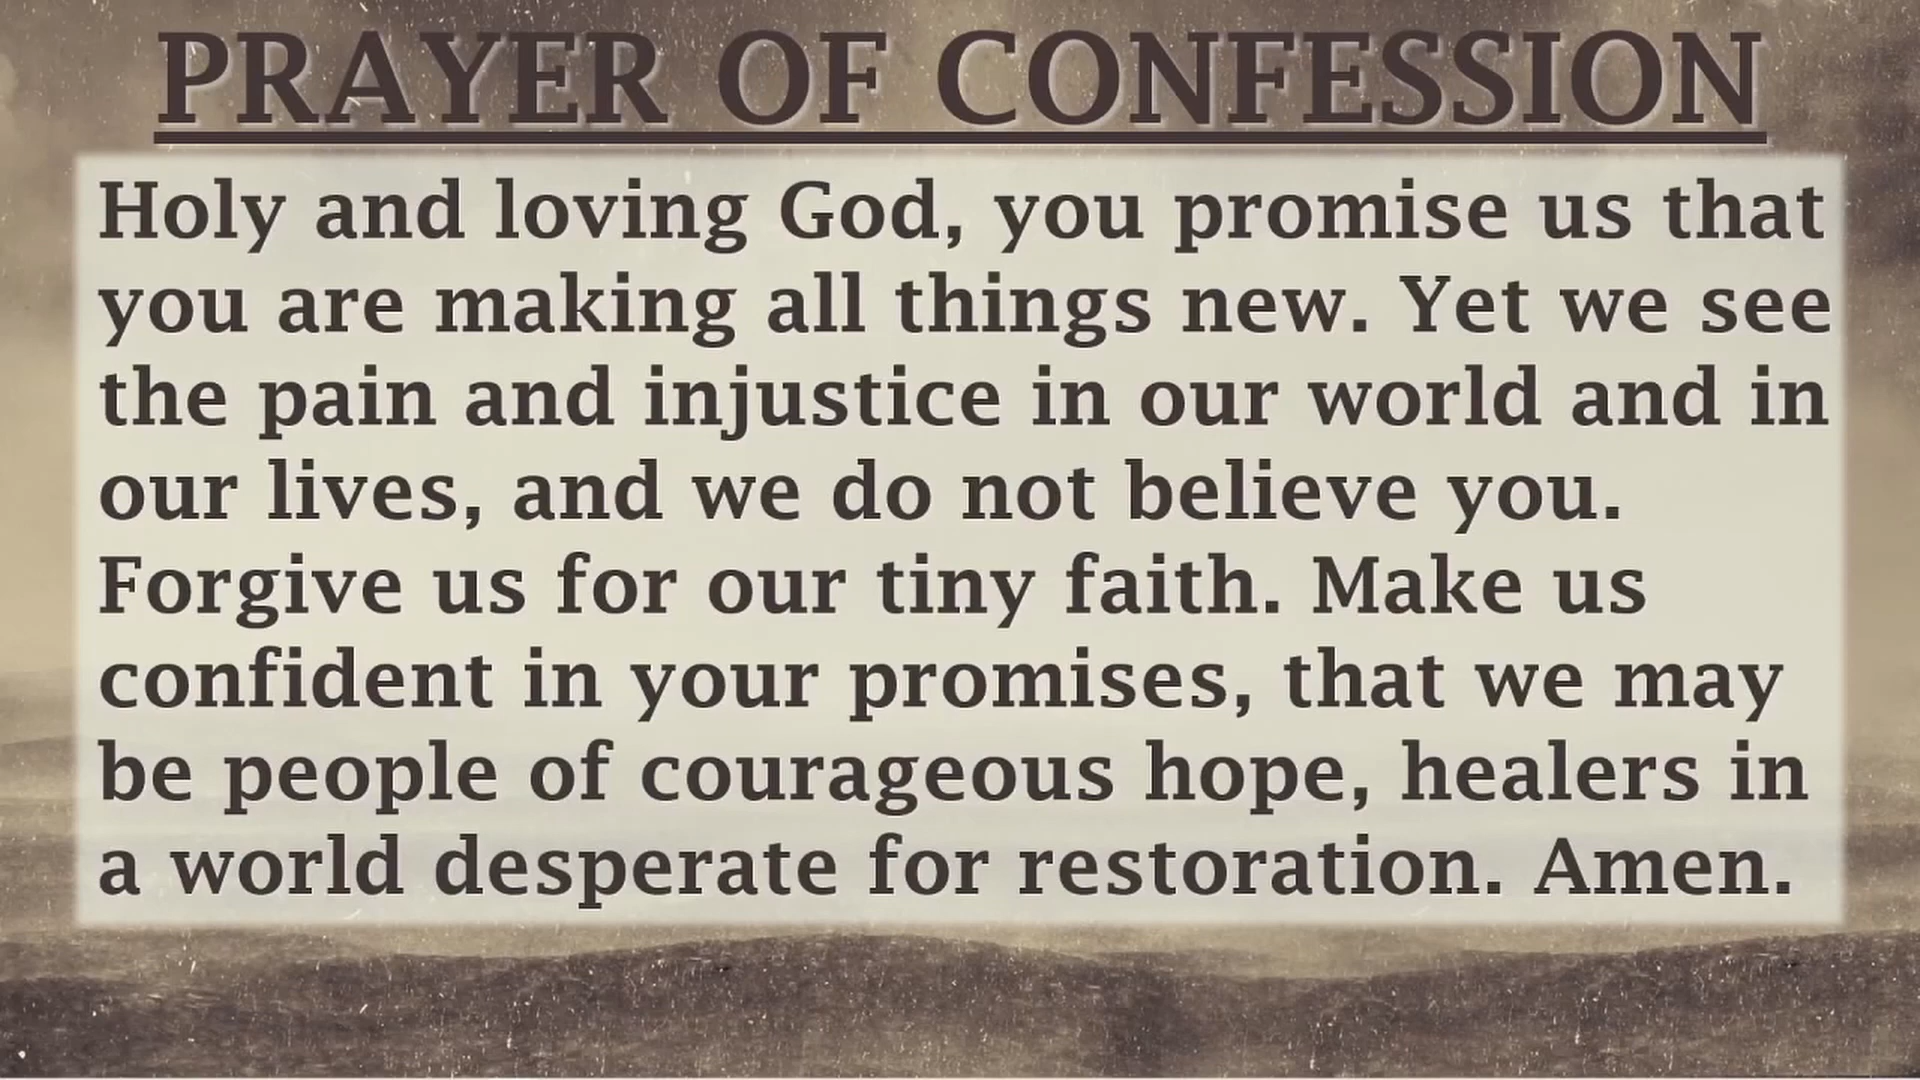 PRAYER OF CONFESSION
Holy and loving God, you promise us that
you are making all things new. Yet we see
the pain and injustice in our world and in
our lives, and we do not believe you.
Forgive us for our tiny faith. Make us
confident in your promises, that we may
be people of courageous hope, healers in
a world desperate for restoration. Amen.